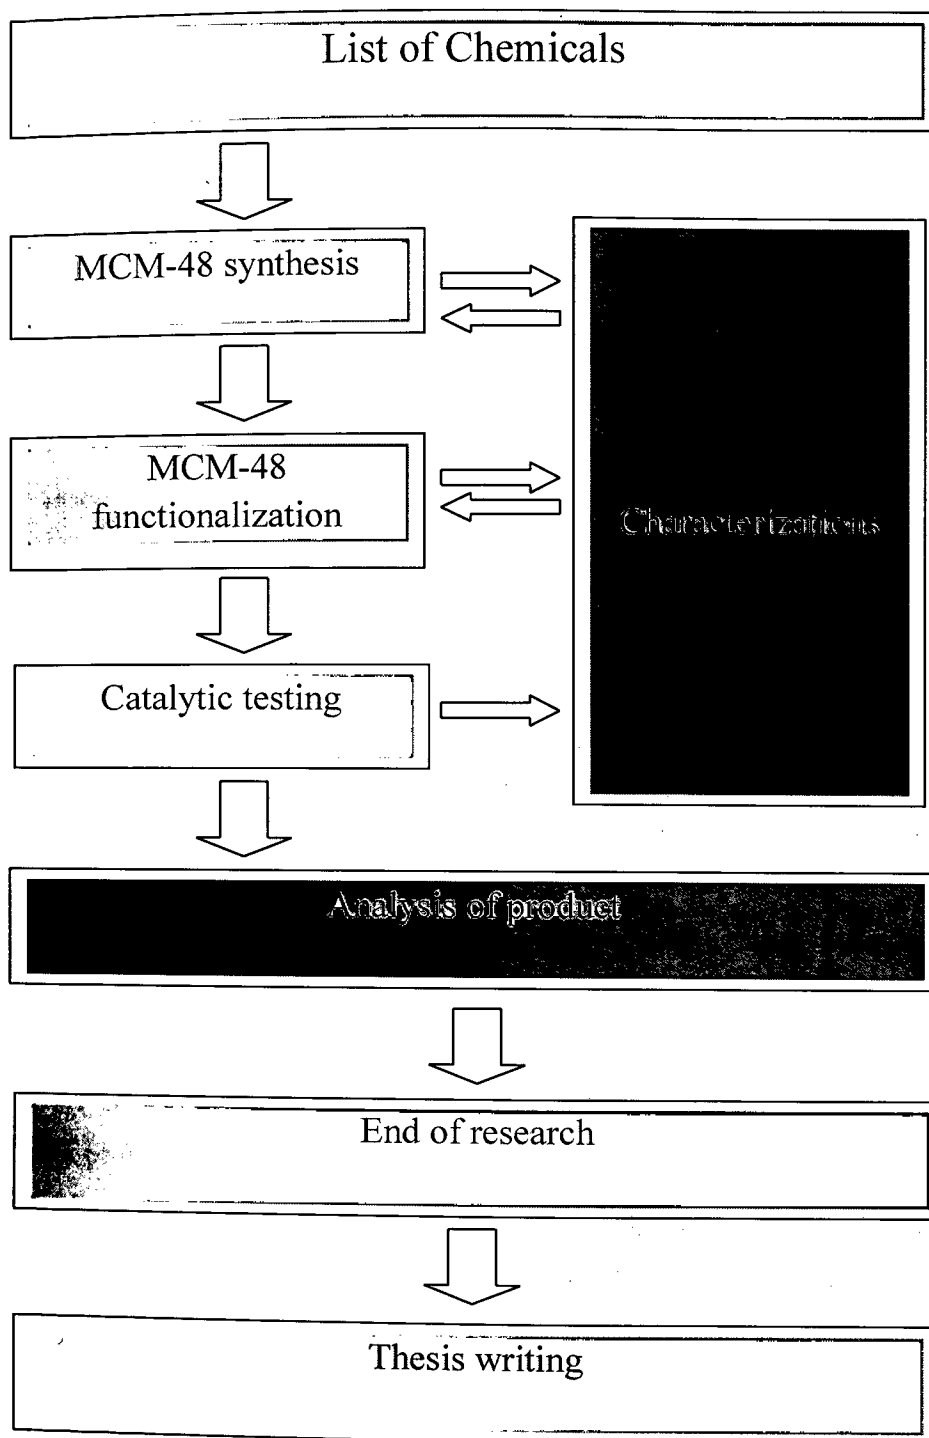 List of Chemicals
MCM-48 synthesis
MCM-48
functionalization
Characterizations
Catalytic testing
Analysis of product
End of research
Thesis writing